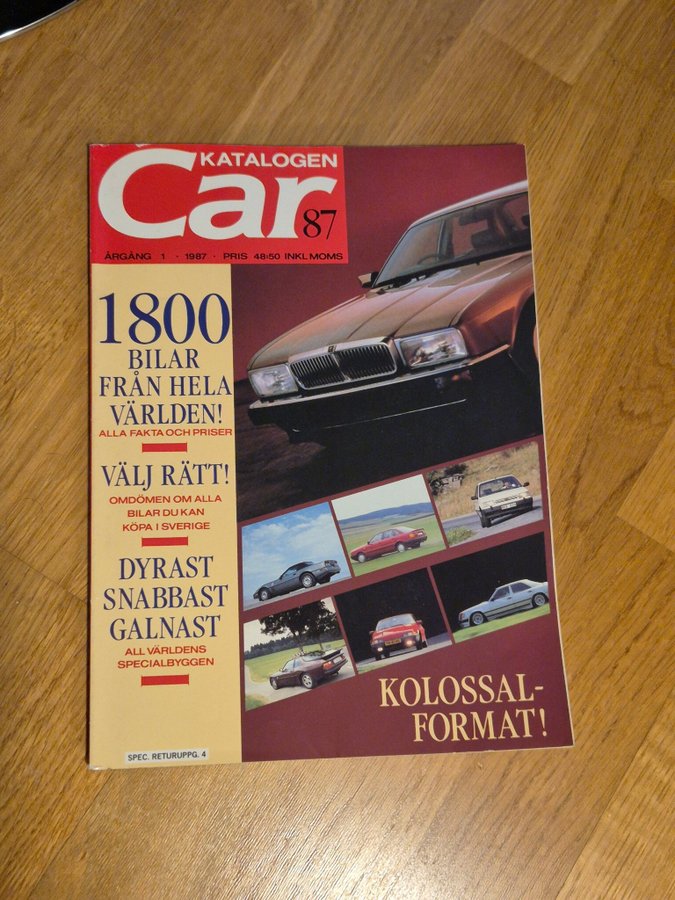 KATALOGEN
Car 87
ÅRGÅNG 1 · 1987 · PRIS 48:50 INKL MOMS
1800
BILAR
FRÅN HELA
VÄRLDEN!
ALLA FAKTA OCH PRISER
VÄLJ RÄTT!
OMDÖMEN OM ALLA
BILAR DU KAN
KÖPA I SVERIGE
DYRAST
SNABBAST
GALNAST
ALL VÄRLDENS
SPECIALBYGGEN
KOLOSSAL-
FORMAT!
SPEC. RETURUPPG. 4